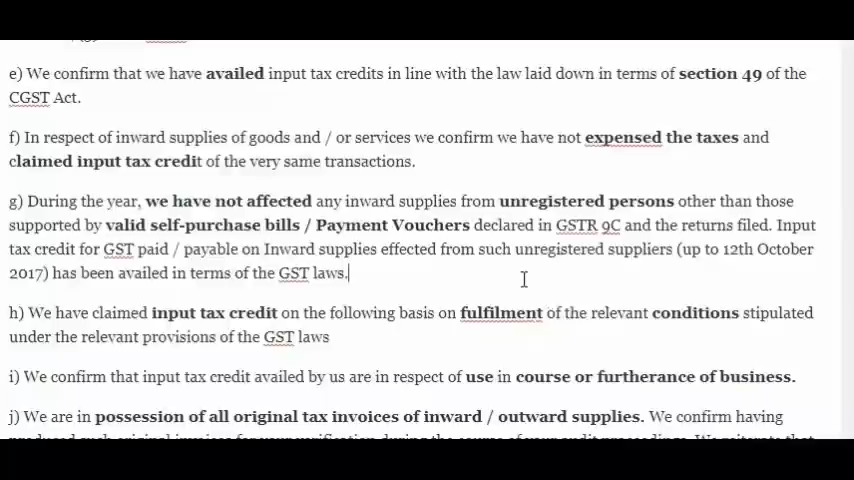 e) We confirm that we have availed input tax credits in line with the law laid down in terms of section 49 of the
CGST Act.
f) In respect of inward supplies of goods and / or services we confirm we have not expensed the taxes and
claimed input tax credit of the very same transactions.
g) During the year, we have not affected any inward supplies from unregistered persons other than those
supported by valid self-purchase bills / Payment Vouchers declared in GSTR 9C and the returns filed. Input
tax credit for GST paid / payable on Inward supplies effected from such unregistered suppliers (up to 12th October
2017) has been availed in terms of the GST laws.
h) We have claimed input tax credit on the following basis on fulfilment of the relevant conditions stipulated
under the relevant provisions of the GST laws
i) We confirm that input tax credit availed by us are in respect of use in course or furtherance of business.
j) We are in possession of all original tax invoices of inward / outward supplies. We confirm having